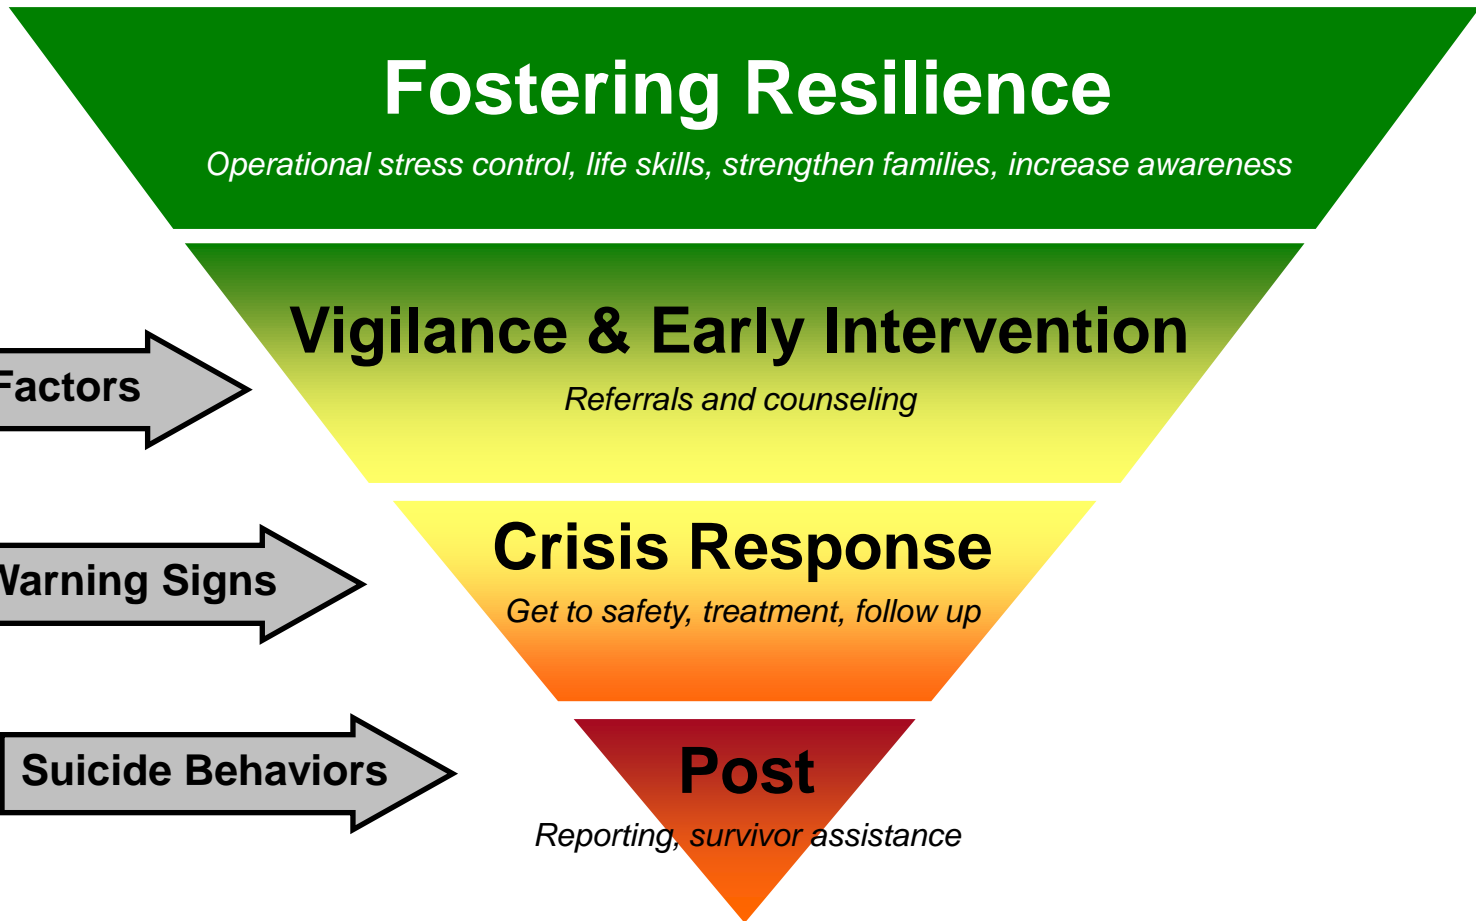 Fostering Resilience
Operational stress control, life skills, strengthen families, increase awareness
Vigilance & Early Intervention
Referrals and counseling
Factors
Crisis Response
Get to safety, treatment, follow up
Warning Signs
Post
Reporting, survivor assistance
Suicide Behaviors